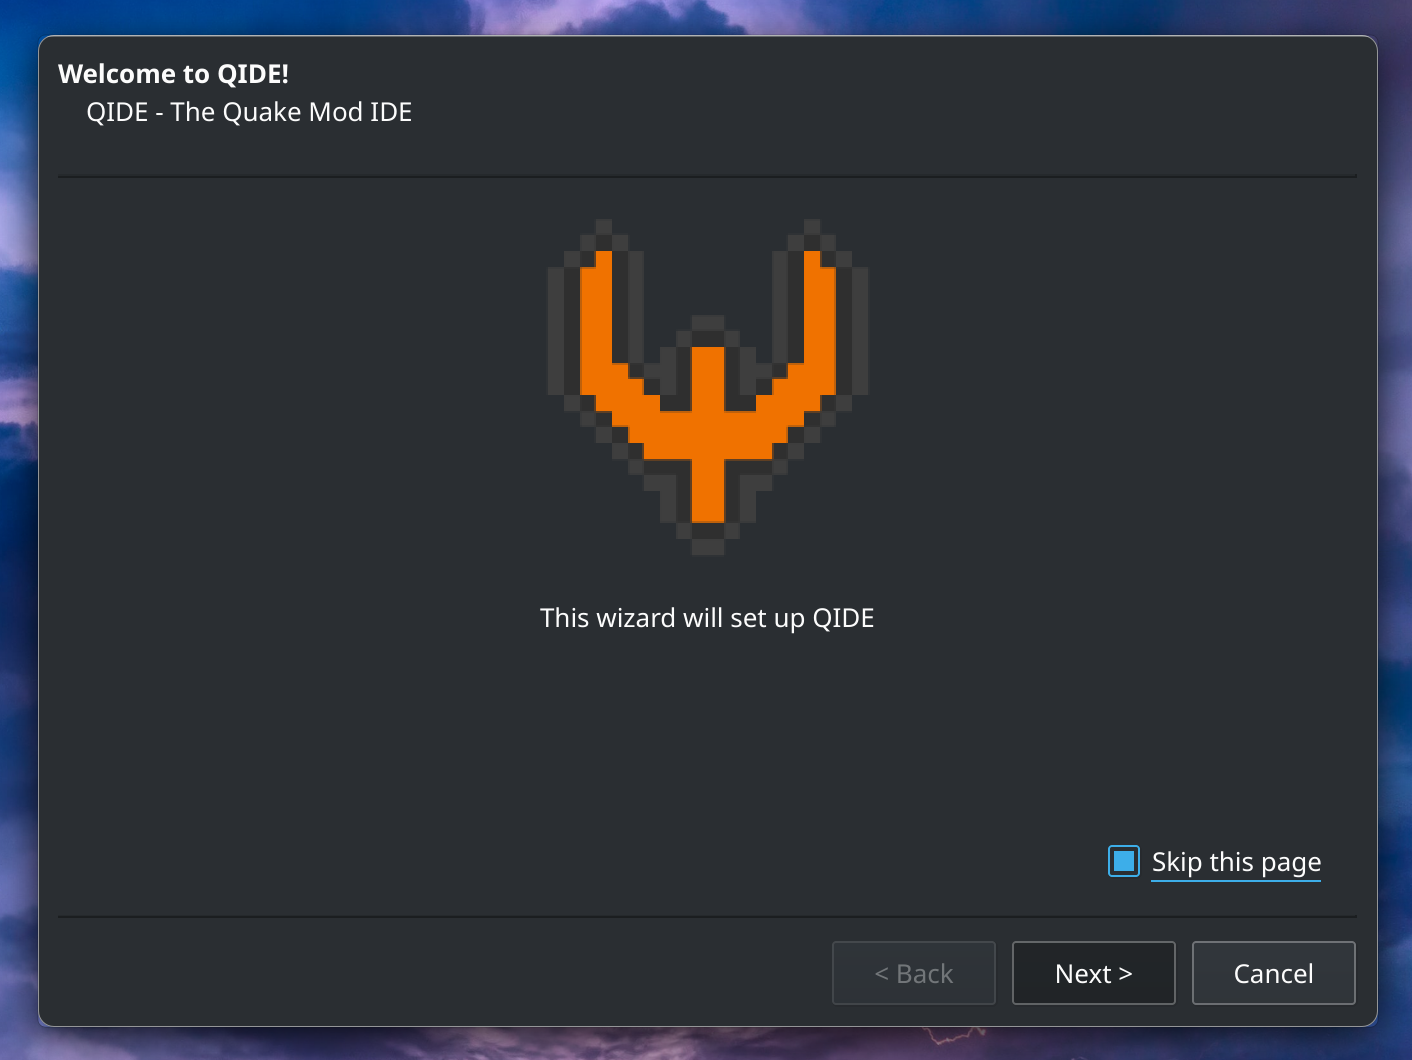 Welcome to QIDE!
QIDE - The Quake Mod IDE
This wizard will set up QIDE
Skip this page
< Back
Next >
Cancel